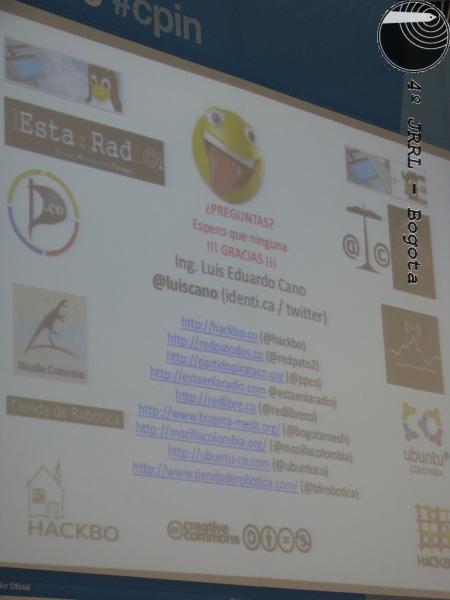 #cpin
4º JRRL - Bogota
Esta Rad
@ ©
.co
¿PREGUNTAS?
Espero que ninguna
!!! GRACIAS ¡¡¡
Ing. Luis Eduardo Cano
@luiscano (identi.ca / twitter)
http://hackbo.co (@hackbo)
http://redpatodos.co (@redpato2)
http://partidopirataco.org (@ppco)
http://estaenlaradio.com @estaenlaradio)
http://redlibre.co (@redlibreco)
http://www.bogota-mesh.org/ (@bogotamesh)
http://mozillacolombia.org/ (@mozillacolombia)
http://ubuntu-co.com (@ubuntuco)
http://www.tiendaderobotica.com/ (@tdrobotica)
Mozilla Colombia
Tienda de Robotica
ubuntu
COLOMBIA
HACKBO
creative
commons
HACKB
dor Oficial